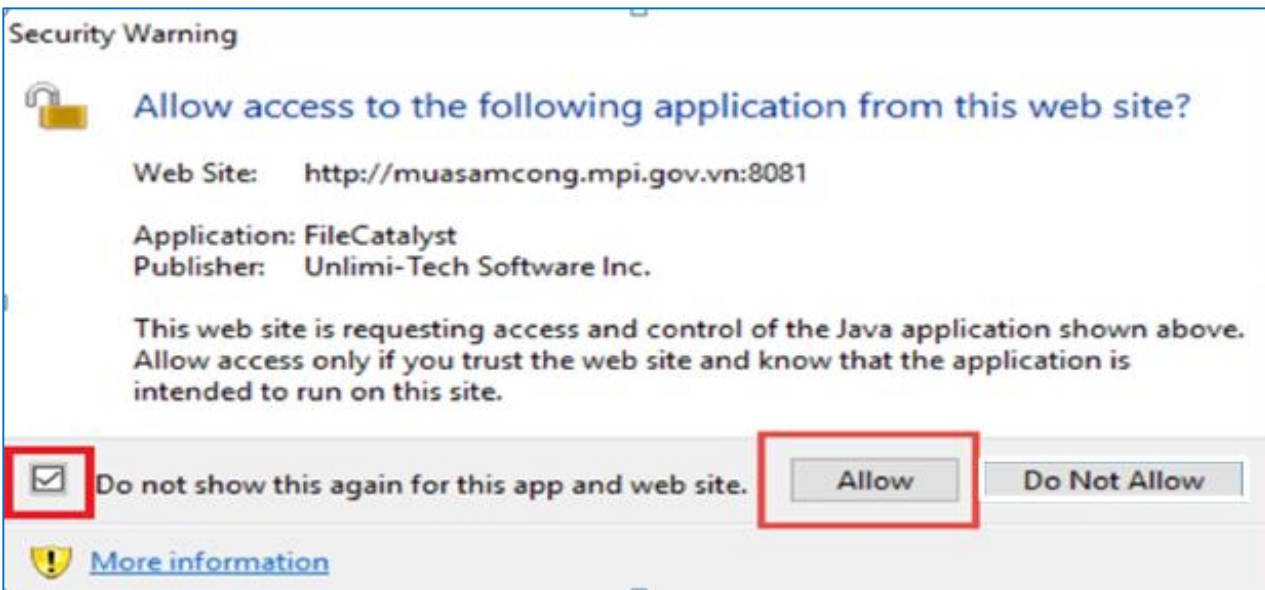 Security Warning
Allow access to the following application from this web site?
Web Site: http://muasamcong.mpi.gov.vn:8081
Application: FileCatalyst
Publisher: Unlimi-Tech Software Inc.
This web site is requesting access and control of the Java application shown above.
Allow access only if you trust the web site and know that the application is
intended to run on this site.
Do not show this again for this app and web site. Allow Do Not Allow
More information